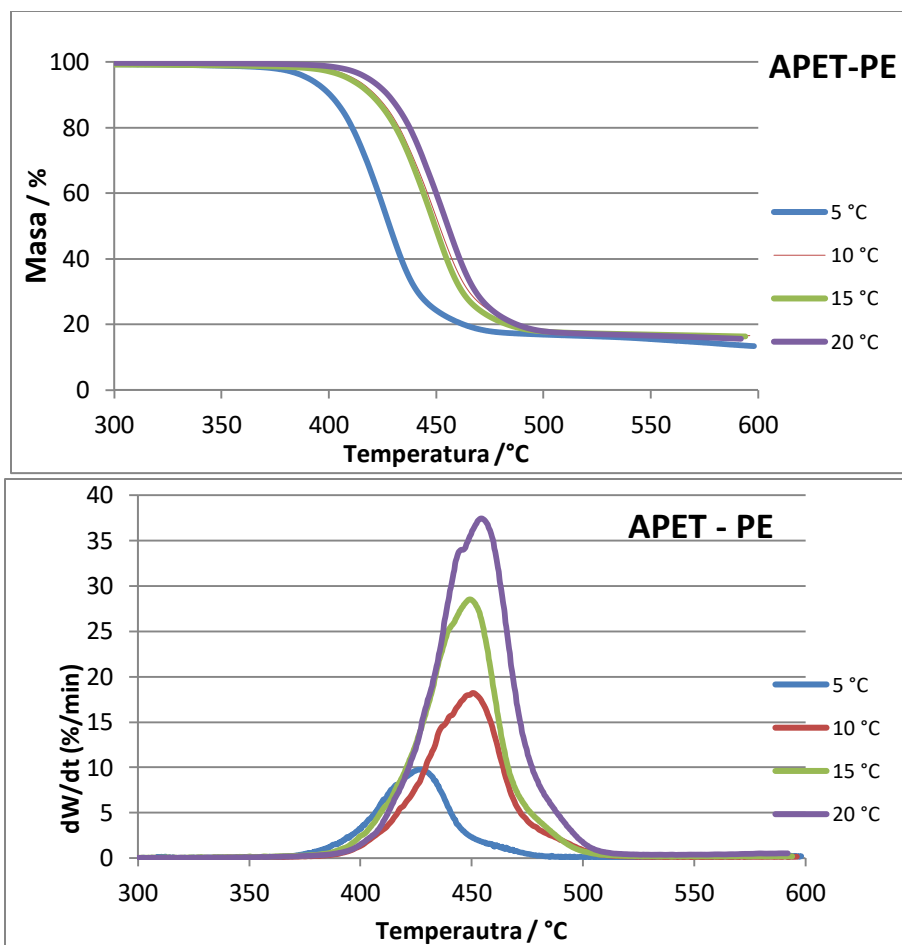 APET-PE
100
80
60
40
20
0
Masa / %
300 350 400 450 500 550 600
Temperatura /°C
5 °C
10 °C
15 °C
20 °C
APET - PE
40
35
30
25
20
15
10
5
0
dW/dt (%/min)
300 350 400 450 500 550 600
Temperautra / °C
5 °C
10 °C
15 °C
20 °C